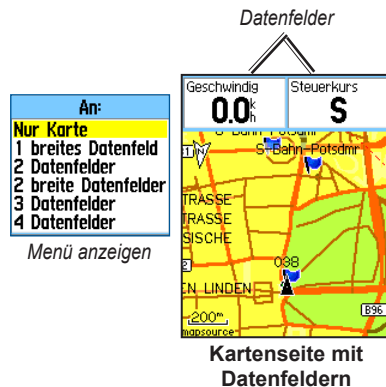 Datenfelder
Geschwindig
Steuerkurs
0.0 k/h
S
An:
Nur Karte
1 breites Datenfeld
2 Datenfelder
2 breite Datenfelder
3 Datenfelder
4 Datenfelder
Menü anzeigen
S-Bahn-Potsdmr
S-Bahn-Potsdmr
TRASSE
TRASSE
SISCHE
038
EN LINDEN
B96
200m
mapsource
Kartenseite mit
Datenfeldern